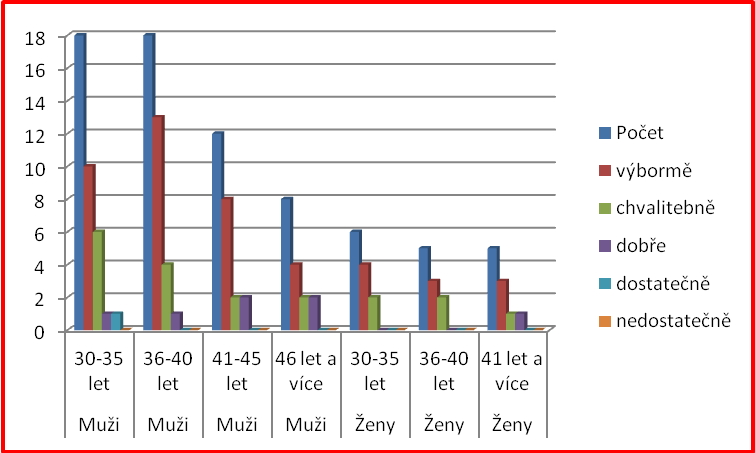 18
16
14
12
10
8
6
4
2
0
30-35 let
36-40 let
41-45 let
46 let a více
30-35 let
36-40 let
41 let a více
Muži
Muži
Muži
Muži
Ženy
Ženy
Ženy
Počet
výbormě
chvalitebně
dobře
dostatečně
nedostatečně